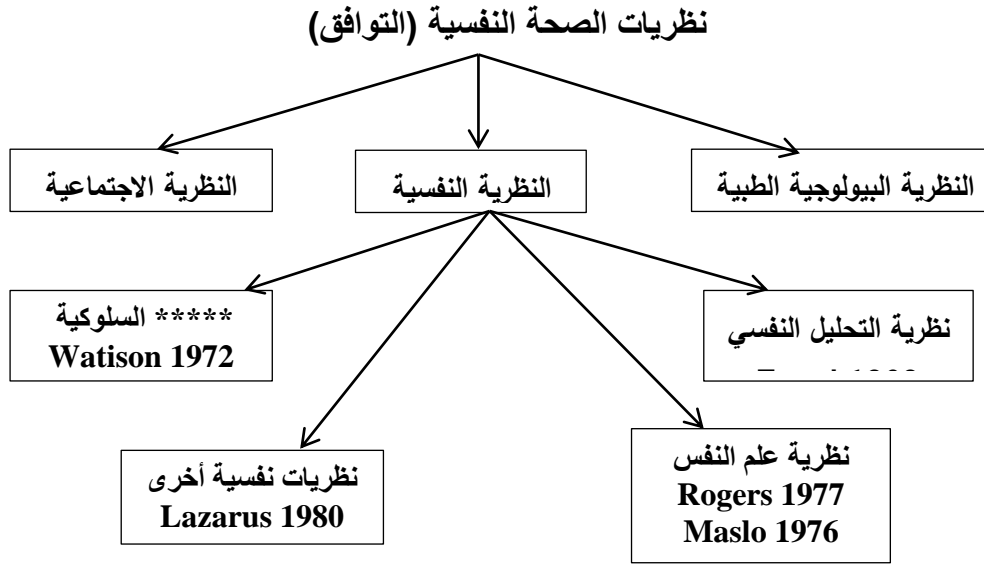 نظريات الصحة النفسية (التوافق)
النظرية البيولوجية الطبية
النظرية النفسية
النظرية الاجتماعية
نظرية التحليل النفسي
***** السلوكية
Watison 1972
نظرية علم النفس
Rogers 1977
Maslo 1976
نظريات نفسية أخرى
Lazarus 1980